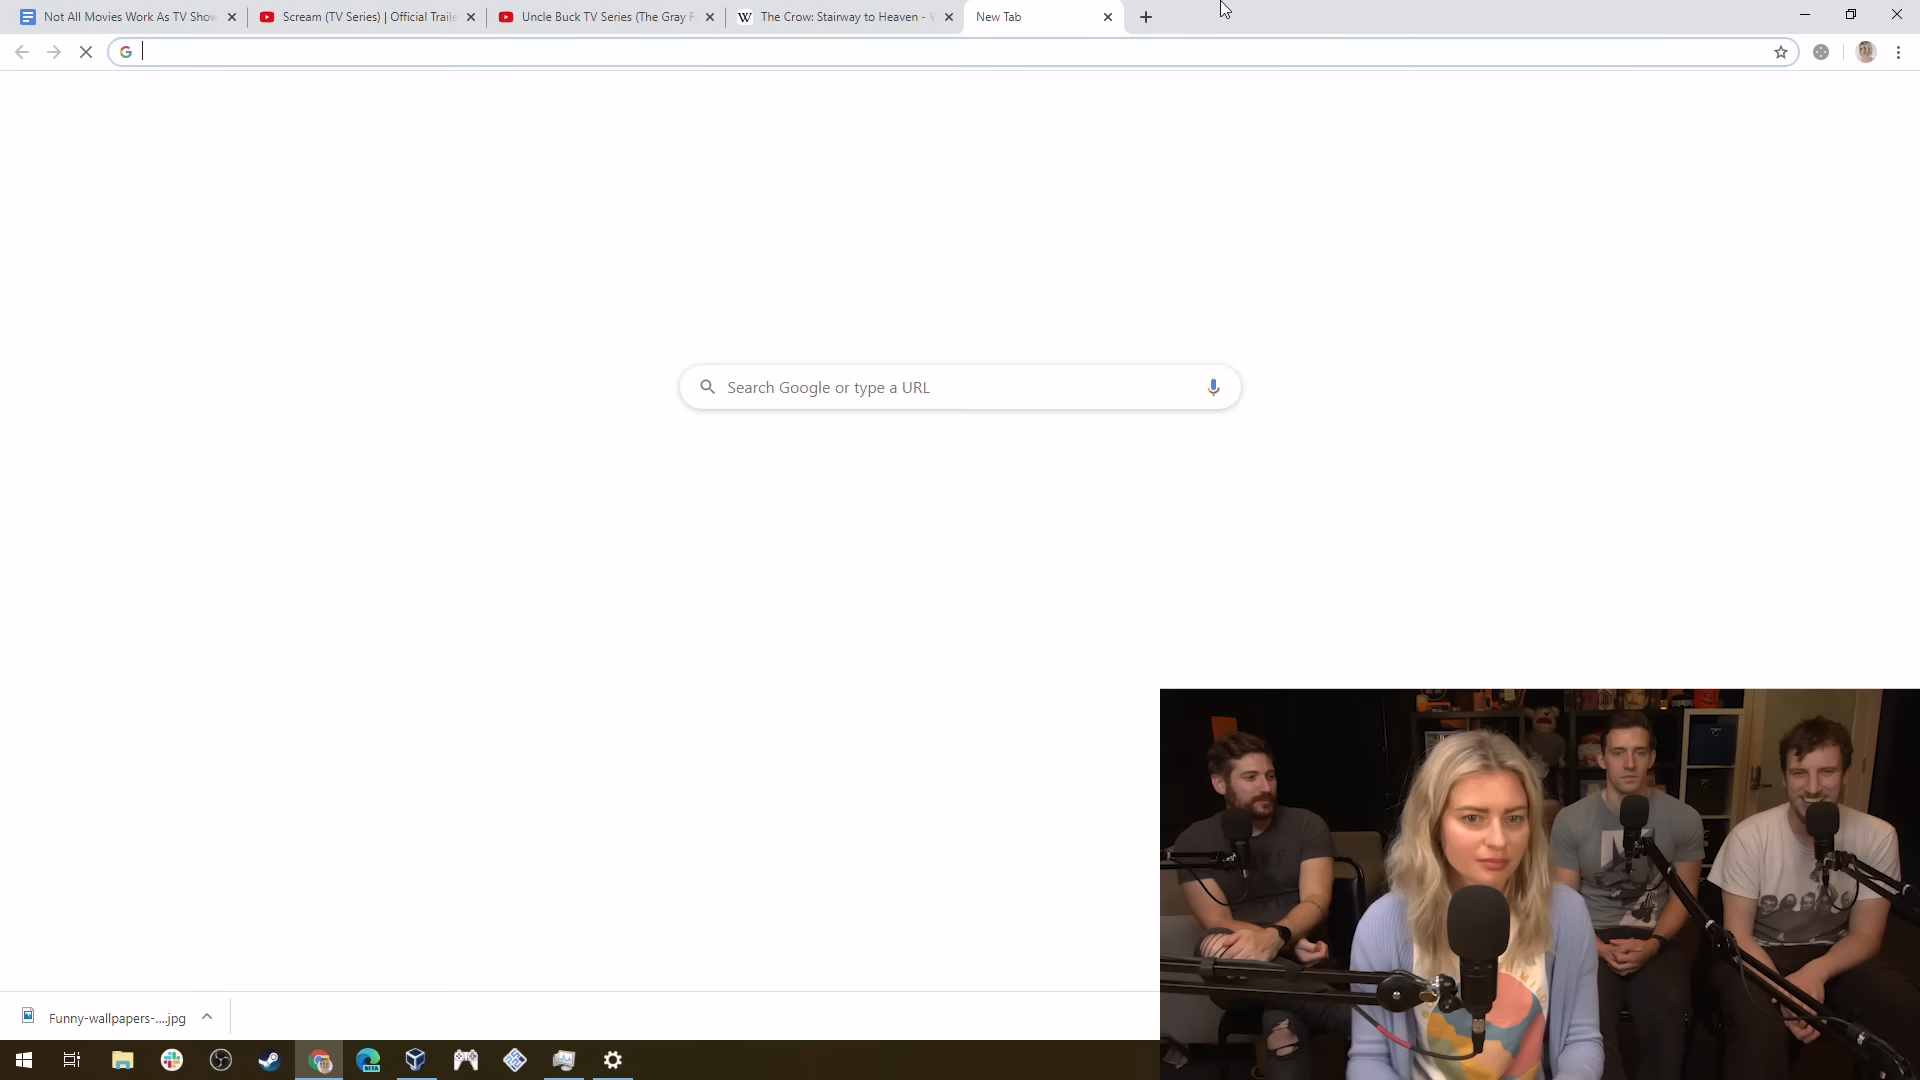 Not All Movies Work As TV Show
Scream (TV Series) | Official Traile
Uncle Buck TV Series (The Gray F
W The Crow: Stairway to Heaven - W
New Tab
G
Search Google or type a URL
Funny-wallpapers-....jpg
BETA